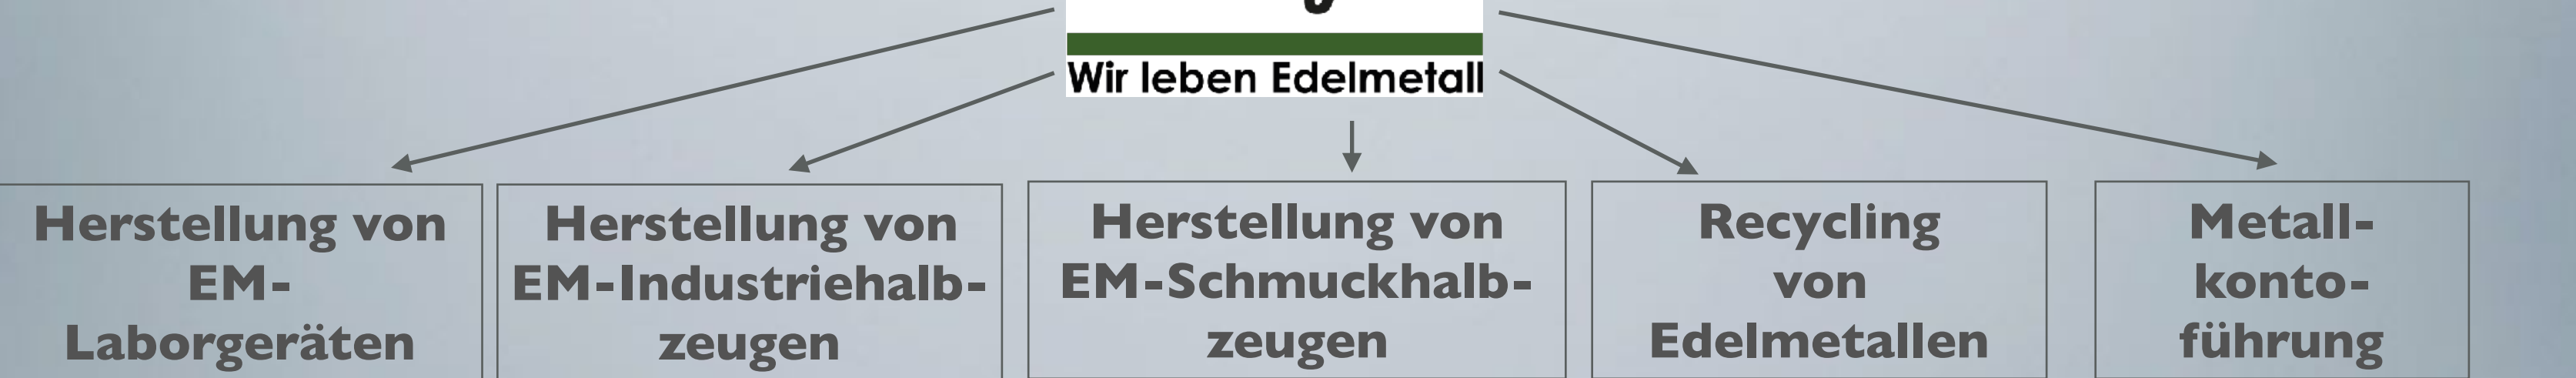 Wir leben Edelmetall
Herstellung von
EM-
Laborgeräten
Herstellung von
EM-Industriehalb-
zeugen
Herstellung von
EM-Schmuckhalb-
zeugen
Recycling
von
Edelmetallen
Metall-
konto-
führung